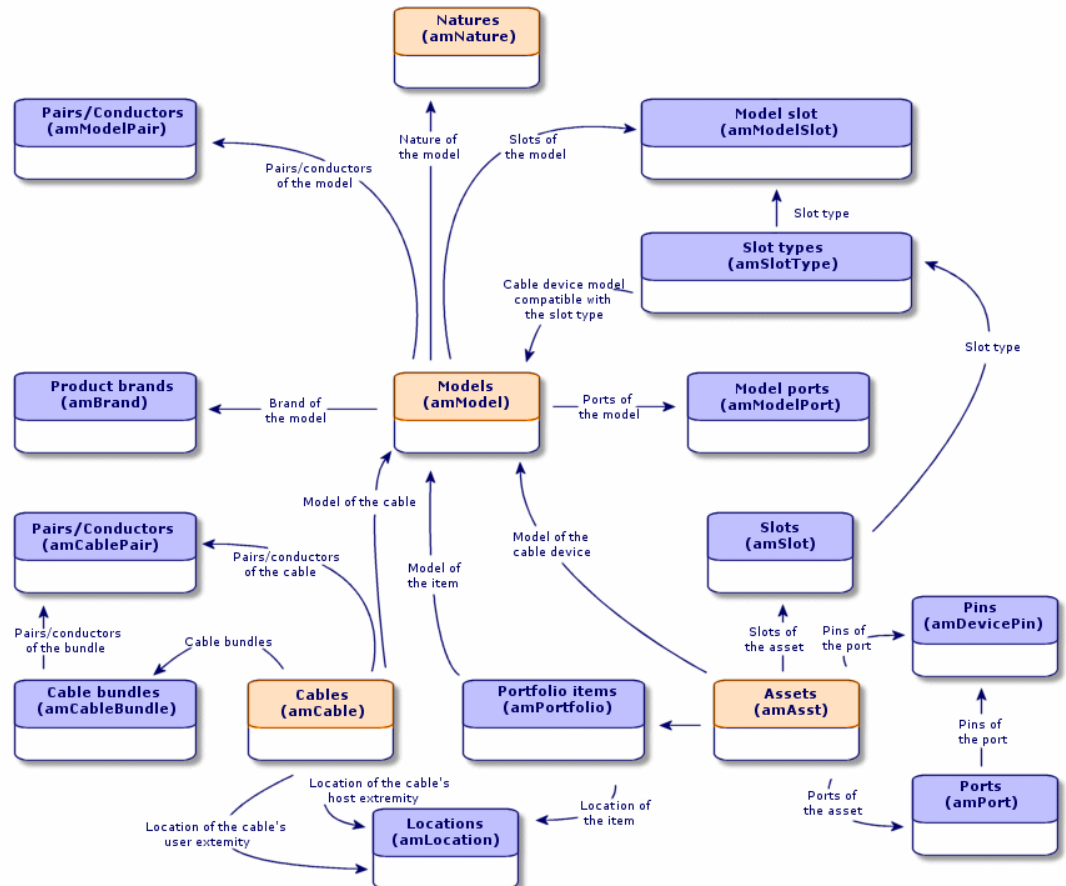 Natures
(amNature)
Pairs/Conductors
(amModelPair)
Model slot
(amModelSlot)
Nature of
the model
Slots of
the model
Pairs/conductors
of the model
Slot type
Slot types
(amSlotType)
Cable device model
compatible with
the slot type
Slot type
Product brands
(amBrand)
Brand of
the model
Models
(amModel)
Ports of
the model
Model ports
(amModelPort)
Model of the cable
Pairs/Conductors
(amCablePair)
Pairs/conductors
of the cable
Model of
the item
Model of the
cable device
Slots
(amSlot)
Pairs/conductors
of the bundle
Cable bundles
Slots of
the asset
Pins of
the port
Pins
(amDevicePin)
Cable bundles
(amCableBundle)
Cables
(amCable)
Portfolio items
(amPortfolio)
Assets
(amAsst)
Pins of
the port
Location of the cable's
host extremity
Location of
the item
Ports of
the asset
Ports
(amPort)
Location of the cable's
user extemity
Locations
(amLocation)